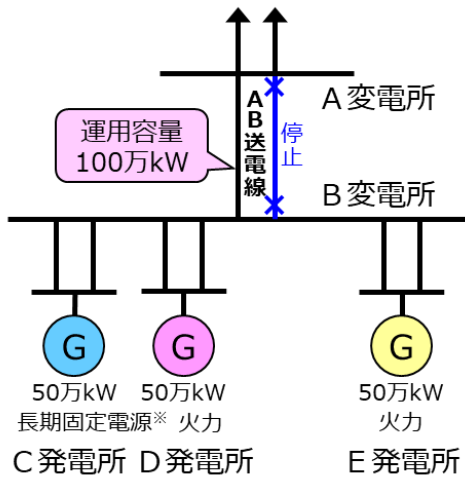 A変電所
AB送電線
停止
運用容量
100万kW
B変電所
G
G
G
50万kW
50万kW
50万kW
長期固定電源※
火力
火力
C発電所
D発電所
E発電所